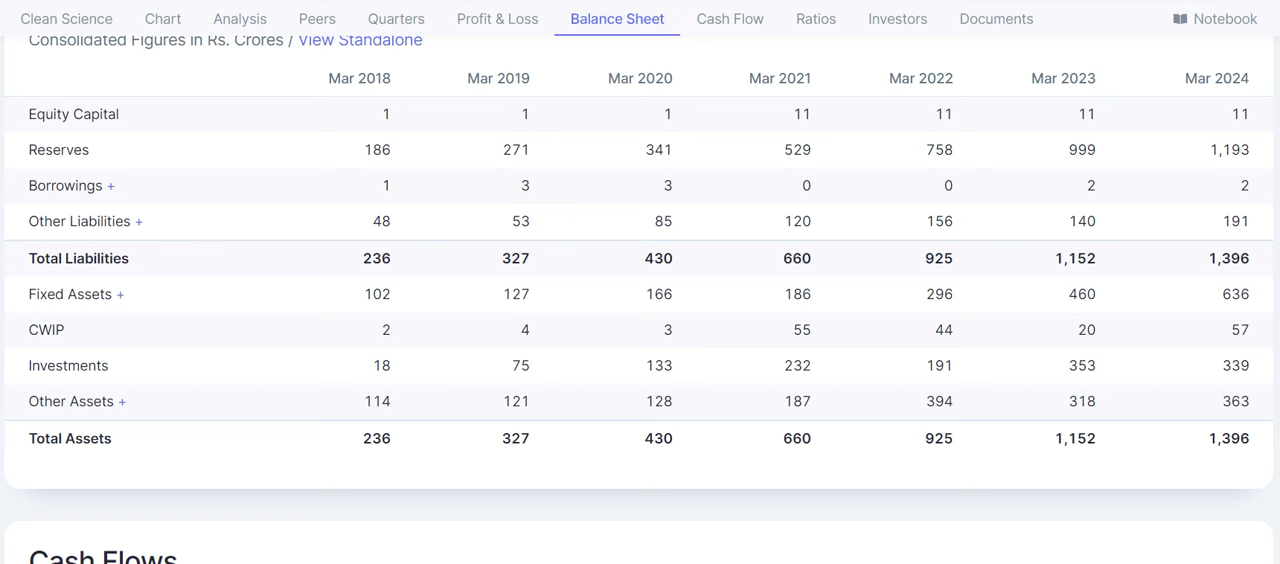 Clean Science Chart Analysis Peers Quarters Profit & Loss Balance Sheet Cash Flow Ratios Investors Documents Notebook
Consolidated Figures in Rs. Crores / View Standalone
Mar 2018 Mar 2019 Mar 2020 Mar 2021 Mar 2022 Mar 2023 Mar 2024
Equity Capital 1 1 1 11 11 11 11
Reserves 186 271 341 529 758 999 1,193
Borrowings + 1 3 3 0 0 2 2
Other Liabilities + 48 53 85 120 156 140 191
Total Liabilities 236 327 430 660 925 1,152 1,396
Fixed Assets + 102 127 166 186 296 460 636
CWIP 2 4 3 55 44 20 57
Investments 18 75 133 232 191 353 339
Other Assets + 114 121 128 187 394 318 363
Total Assets 236 327 430 660 925 1,152 1,396
Cash Flows